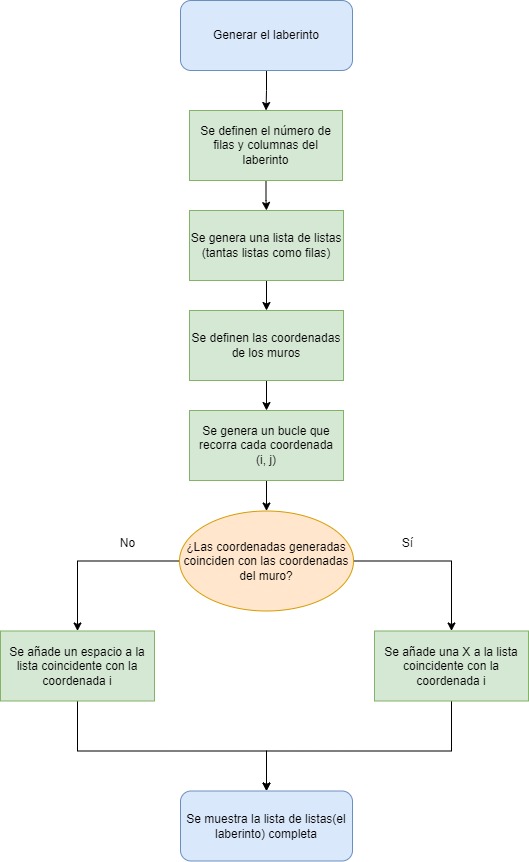 Generar el laberinto
Se definen el número de
filas y columnas del
laberinto
Se genera una lista de listas
(tantas listas como filas)
Se definen las coordenadas
de los muros
Se genera un bucle que
recorra cada coordenada
(i, j)
¿Las coordenadas generadas
coinciden con las coordenadas
del muro?
No
Sí
Se añade un espacio a la
lista coincidente con la
coordenada i
Se añade una X a la lista
coincidente con la
coordenada i
Se muestra la lista de listas(el
laberinto) completa